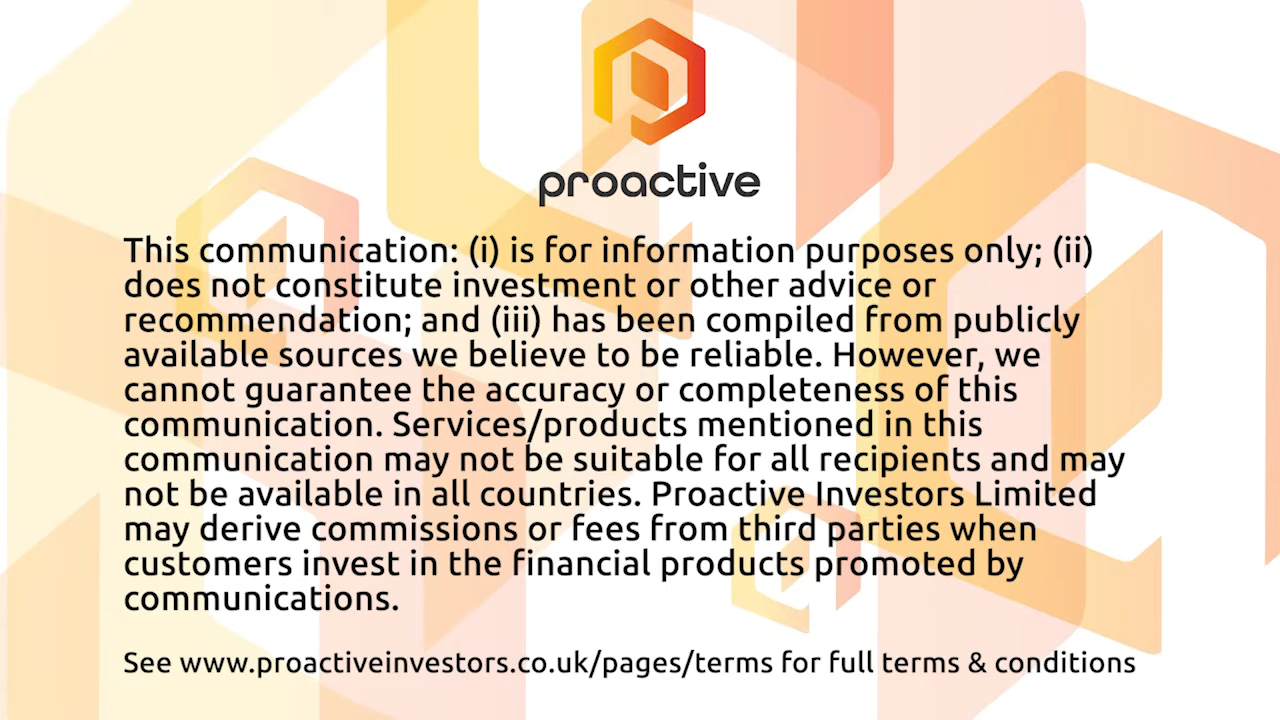 proactive
This communication: (i) is for information purposes only; (ii)
does not constitute investment or other advice or
recommendation; and (iii) has been compiled from publicly
available sources we believe to be reliable. However, we
cannot guarantee the accuracy or completeness of this
communication. Services/products mentioned in this
communication may not be suitable for all recipients and may
not be available in all countries. Proactive Investors Limited
may derive commissions or fees from third parties when
customers invest in the financial products promoted by
communications.
See www.proactiveinvestors.co.uk/pages/terms for full terms & conditions